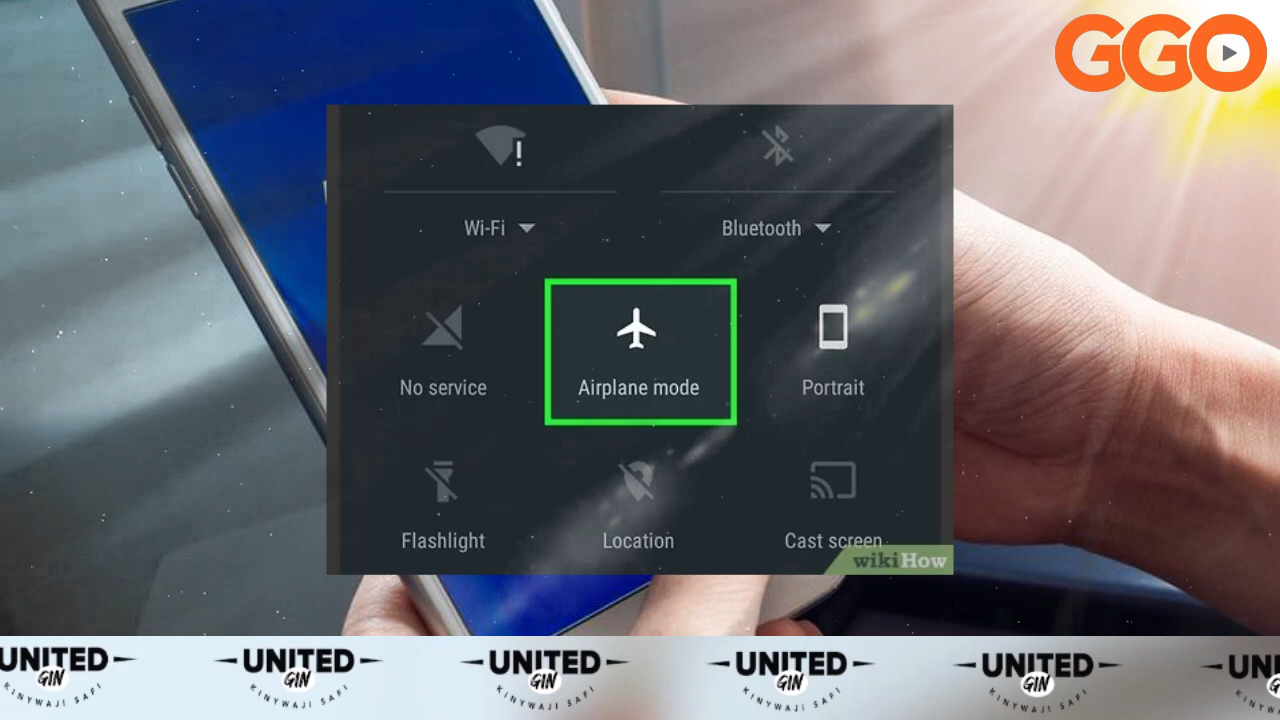 GGO
!
Wi-Fi Bluetooth
No service Airplane mode Portrait
Flashlight Location Cast screen
wikiHow
UNITED UNITED UNITED UNITED UNITED UN
GIN GIN GIN GIN GIN G
KINYWAJI SAFI KINYWAJI SAFI KINYWAJI SAFI KINYWAJI SAFI KINYWAJI SAFI